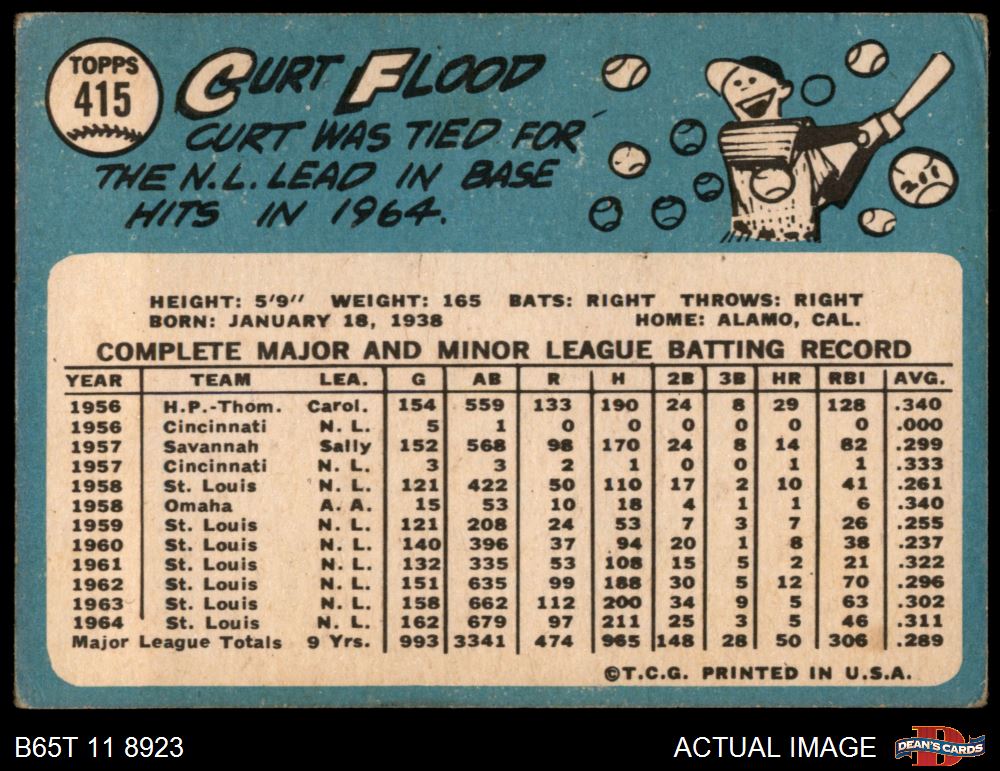 TOPPS
415
CURT FLOOD
CURT WAS TIED FOR
THE N.L. LEAD IN BASE
HITS IN 1964.
211
HEIGHT: 5'9" WEIGHT: 165 BATS: RIGHT THROWS: RIGHT
BORN: JANUARY 18, 1938 HOME: ALAMO, CAL.
COMPLETE MAJOR AND MINOR LEAGUE BATTING RECORD
YEAR TEAM LEA. G AB R H 2B 3B HR RBI AVG.
1956 H.P.-Thom. Carol. 154 559 133 190 24 8 29 128 .340
1956 Cincinnati N. L. 5 1 0 0 0 0 0 0 .000
1957 Savannah Sally 152 568 98 170 24 8 14 82 .299
1957 Cincinnati N. L. 3 3 2 1 0 0 1 1 .333
1958 St. Louis N. L. 121 422 50 110 17 2 10 41 .261
1958 Omaha A. A. 15 53 10 18 4 1 1 6 .340
1959 St. Louis N. L. 121 208 24 53 7 3 7 26 .255
1960 St. Louis N. L. 140 396 37 94 20 1 8 38 .237
1961 St. Louis N. L. 132 335 53 108 15 5 2 21 .322
1962 St. Louis N. L. 151 635 99 188 30 5 12 70 .296
1963 St. Louis N. L. 158 662 112 200 34 9 5 63 .302
1964 St. Louis N. L. 162 679 97 211 25 3 5 46 .311
Major League Totals 9 Yrs. 993 3341 474 965 148 28 50 306 .289
©T.C.G. PRINTED IN U.S.A.
B65T 11 8923 ACTUAL IMAGE DEAN'S CARDS